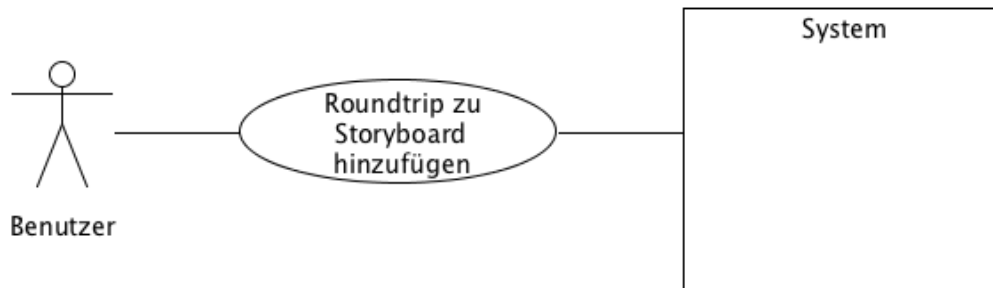 System
Roundtrip zu
Storyboard
hinzufügen
Benutzer